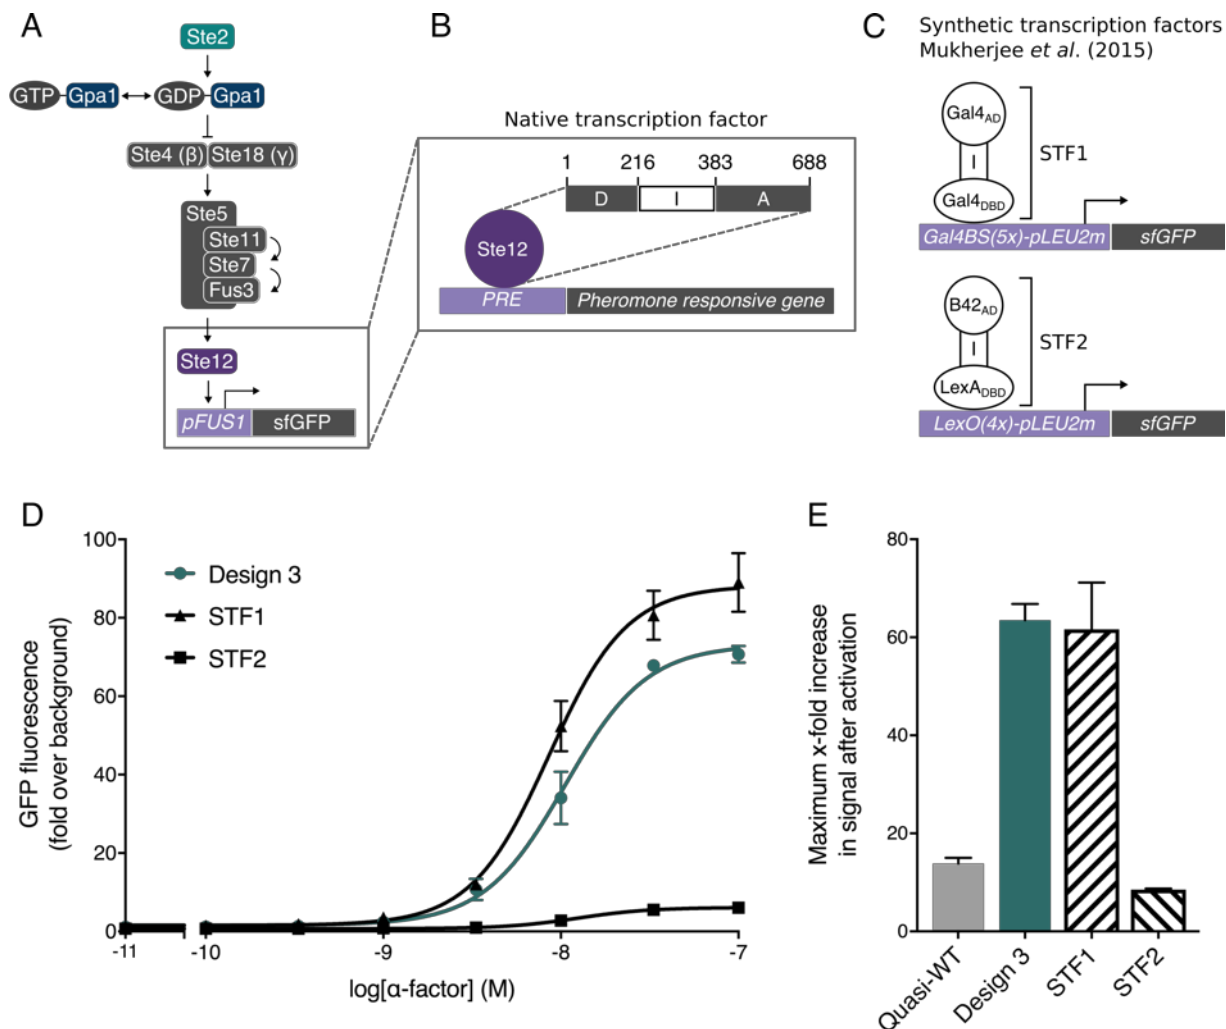 A
Ste2
GTP
Gpa1
GDP
Gpa1
Ste4 (β)
Ste18 (γ)
Ste5
Ste11
Ste7
Fus3
Ste12
pFUS1
sfGFP
B
Native transcription factor
1
216
383
688
D
I
A
Ste12
PRE
Pheromone responsive gene
C
Synthetic transcription factors
Mukherjee et al. (2015)
Gal4AD
I
Gal4DBD
STF1
Gal4BS(5x)-pLEU2m
sfGFP
B42AD
I
LexADBD
STF2
LexO(4x)-pLEU2m
sfGFP
D
GFP fluorescence
(fold over background)
100
80
60
40
20
0
Design 3
STF1
STF2
-11
-10
-9
-8
-7
log[α-factor] (M)
E
Maximum x-fold increase
in signal after activation
80
60
40
20
0
Quasi-WT
Design 3
STF1
STF2